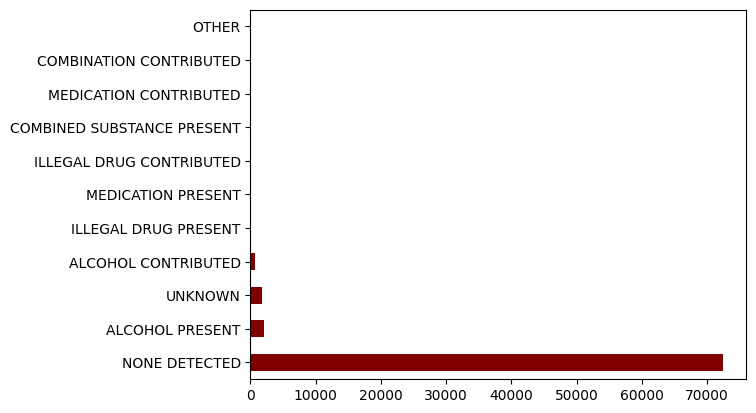 OTHER
COMBINATION CONTRIBUTED
MEDICATION CONTRIBUTED
COMBINED SUBSTANCE PRESENT
ILLEGAL DRUG CONTRIBUTED
MEDICATION PRESENT
ILLEGAL DRUG PRESENT
ALCOHOL CONTRIBUTED
UNKNOWN
ALCOHOL PRESENT
NONE DETECTED
0 10000 20000 30000 40000 50000 60000 70000